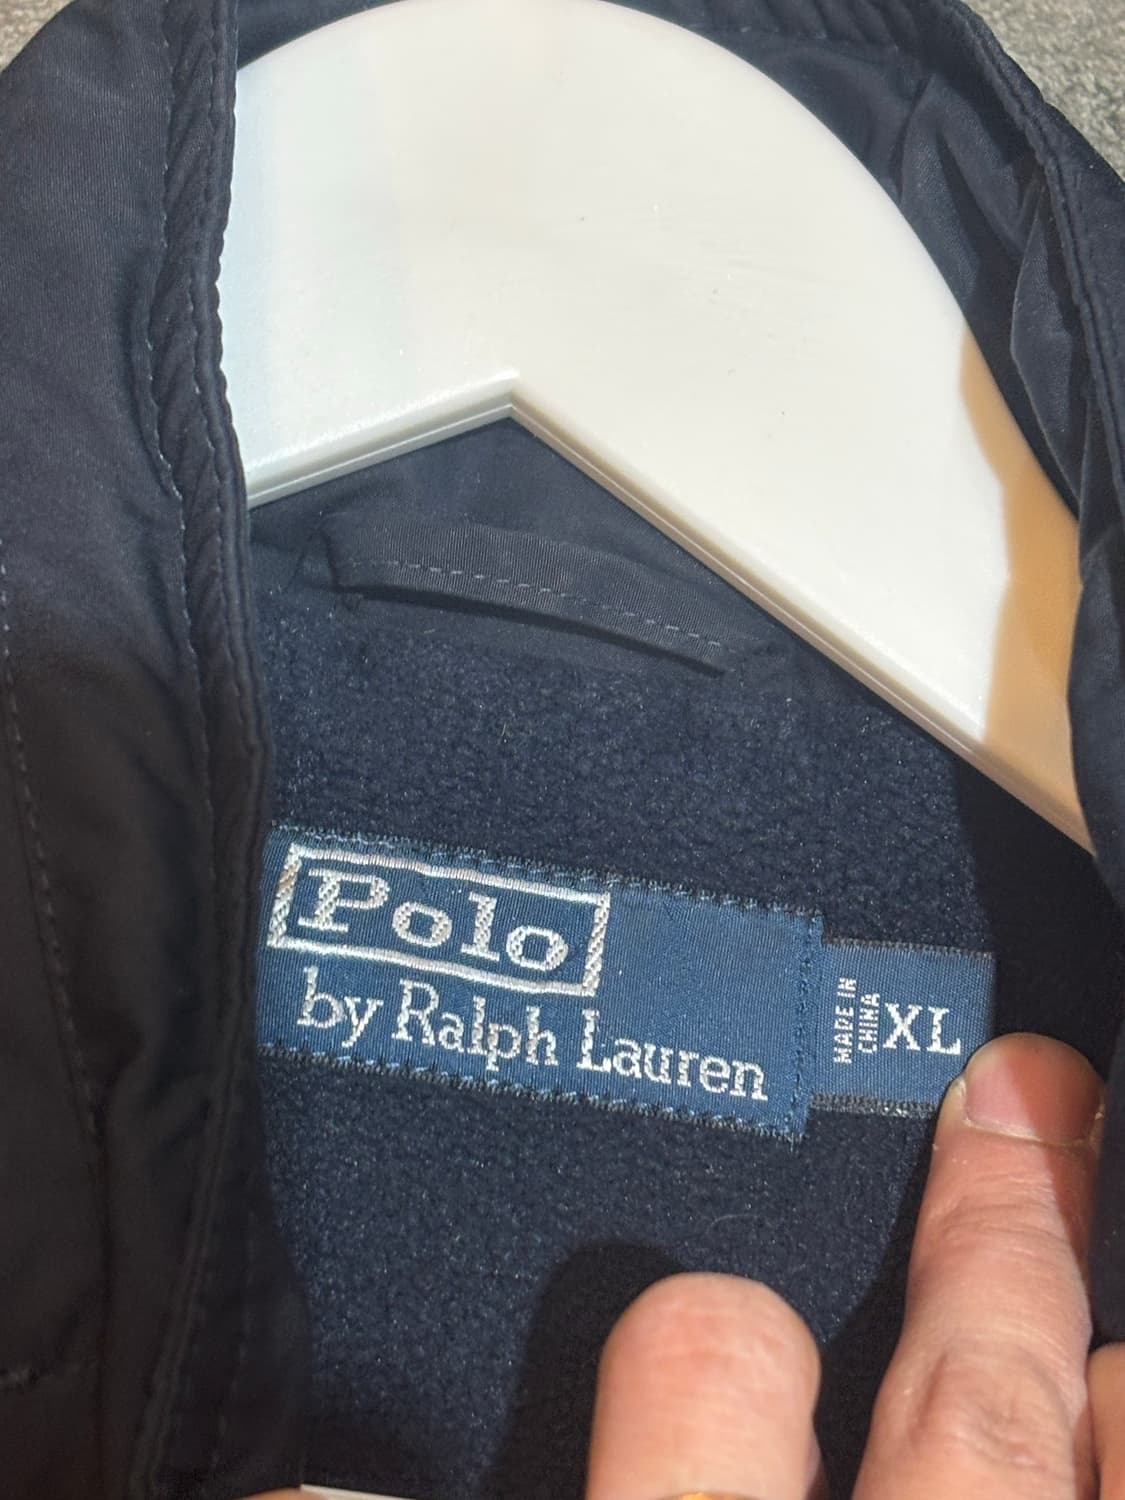 Polo
by Ralph Lauren
MADE IN
CHINA
XL